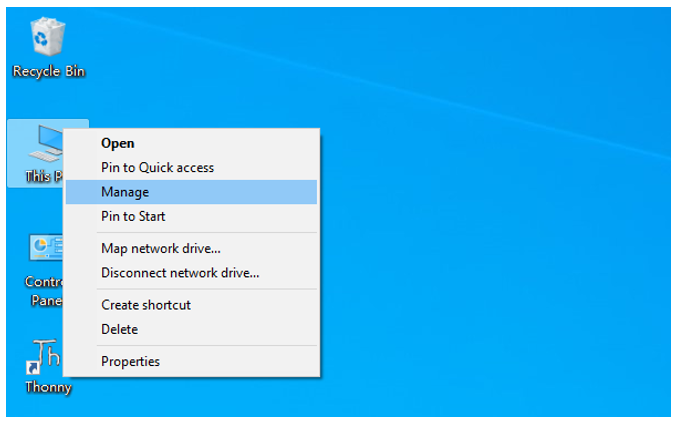 Recycle Bin
This P
Open
Pin to Quick access
Manage
Pin to Start
Map network drive...
Disconnect network drive...
Create shortcut
Delete
Properties
Contro
Pane
Th
Thonny